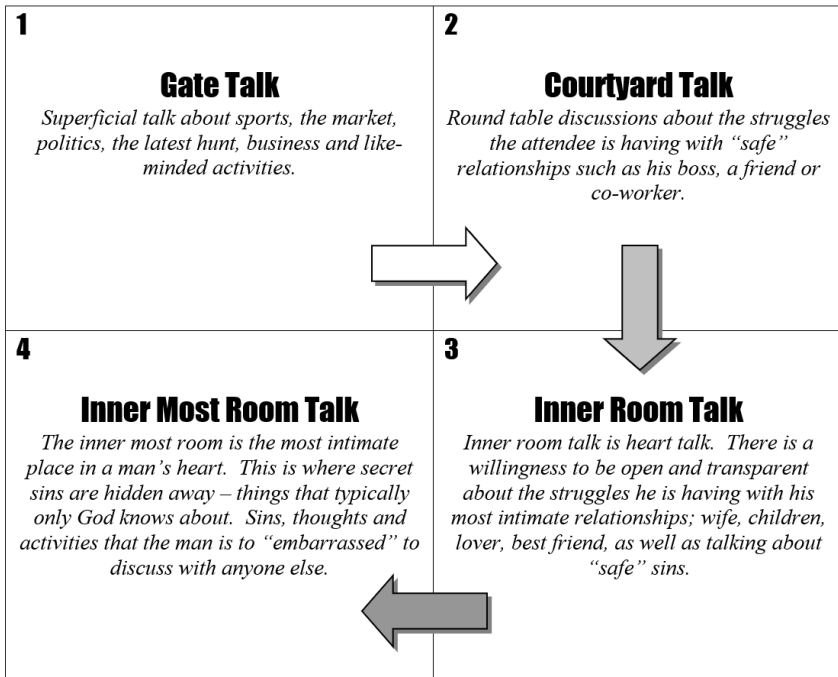 1
Gate Talk
Superficial talk about sports, the market,
politics, the latest hunt, business and like-
minded activities.
2
Courtyard Talk
Round table discussions about the struggles
the attendee is having with “safe”
relationships such as his boss, a friend or
co-worker.
4
Inner Most Room Talk
The inner most room is the most intimate
place in a man’s heart.  This is where secret
sins are hidden away – things that typically
only God knows about.  Sins, thoughts and
activities that the man is to “embarrassed” to
discuss with anyone else.
3
Inner Room Talk
Inner room talk is heart talk.  There is a
willingness to be open and transparent
about the struggles he is having with his
most intimate relationships; wife, children,
lover, best friend, as well as talking about
“safe” sins.